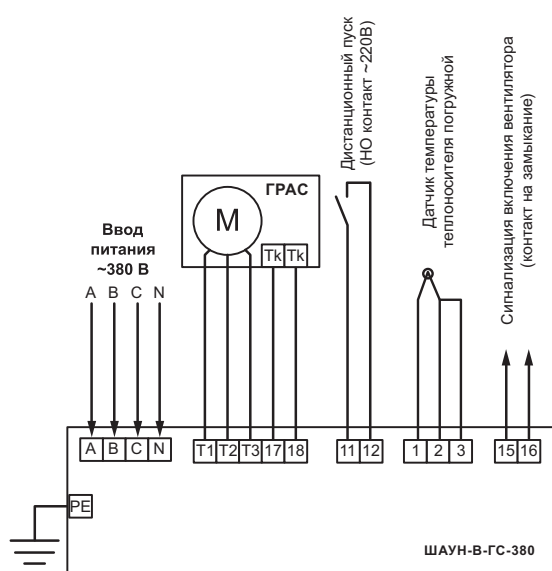 Дистанционный пуск
(НО контакт ~220В)
Датчик температуры
теплоносителя погружной
Сигнализация включения вентилятора
(контакт на замыкание)
ГРАС
М
Tk Tk
Ввод
питания
~380 В
A B C N
A B C N T1 T2 T3 17 18 11 12 1 2 3 15 16
PE
ШАУН-В-ГС-380